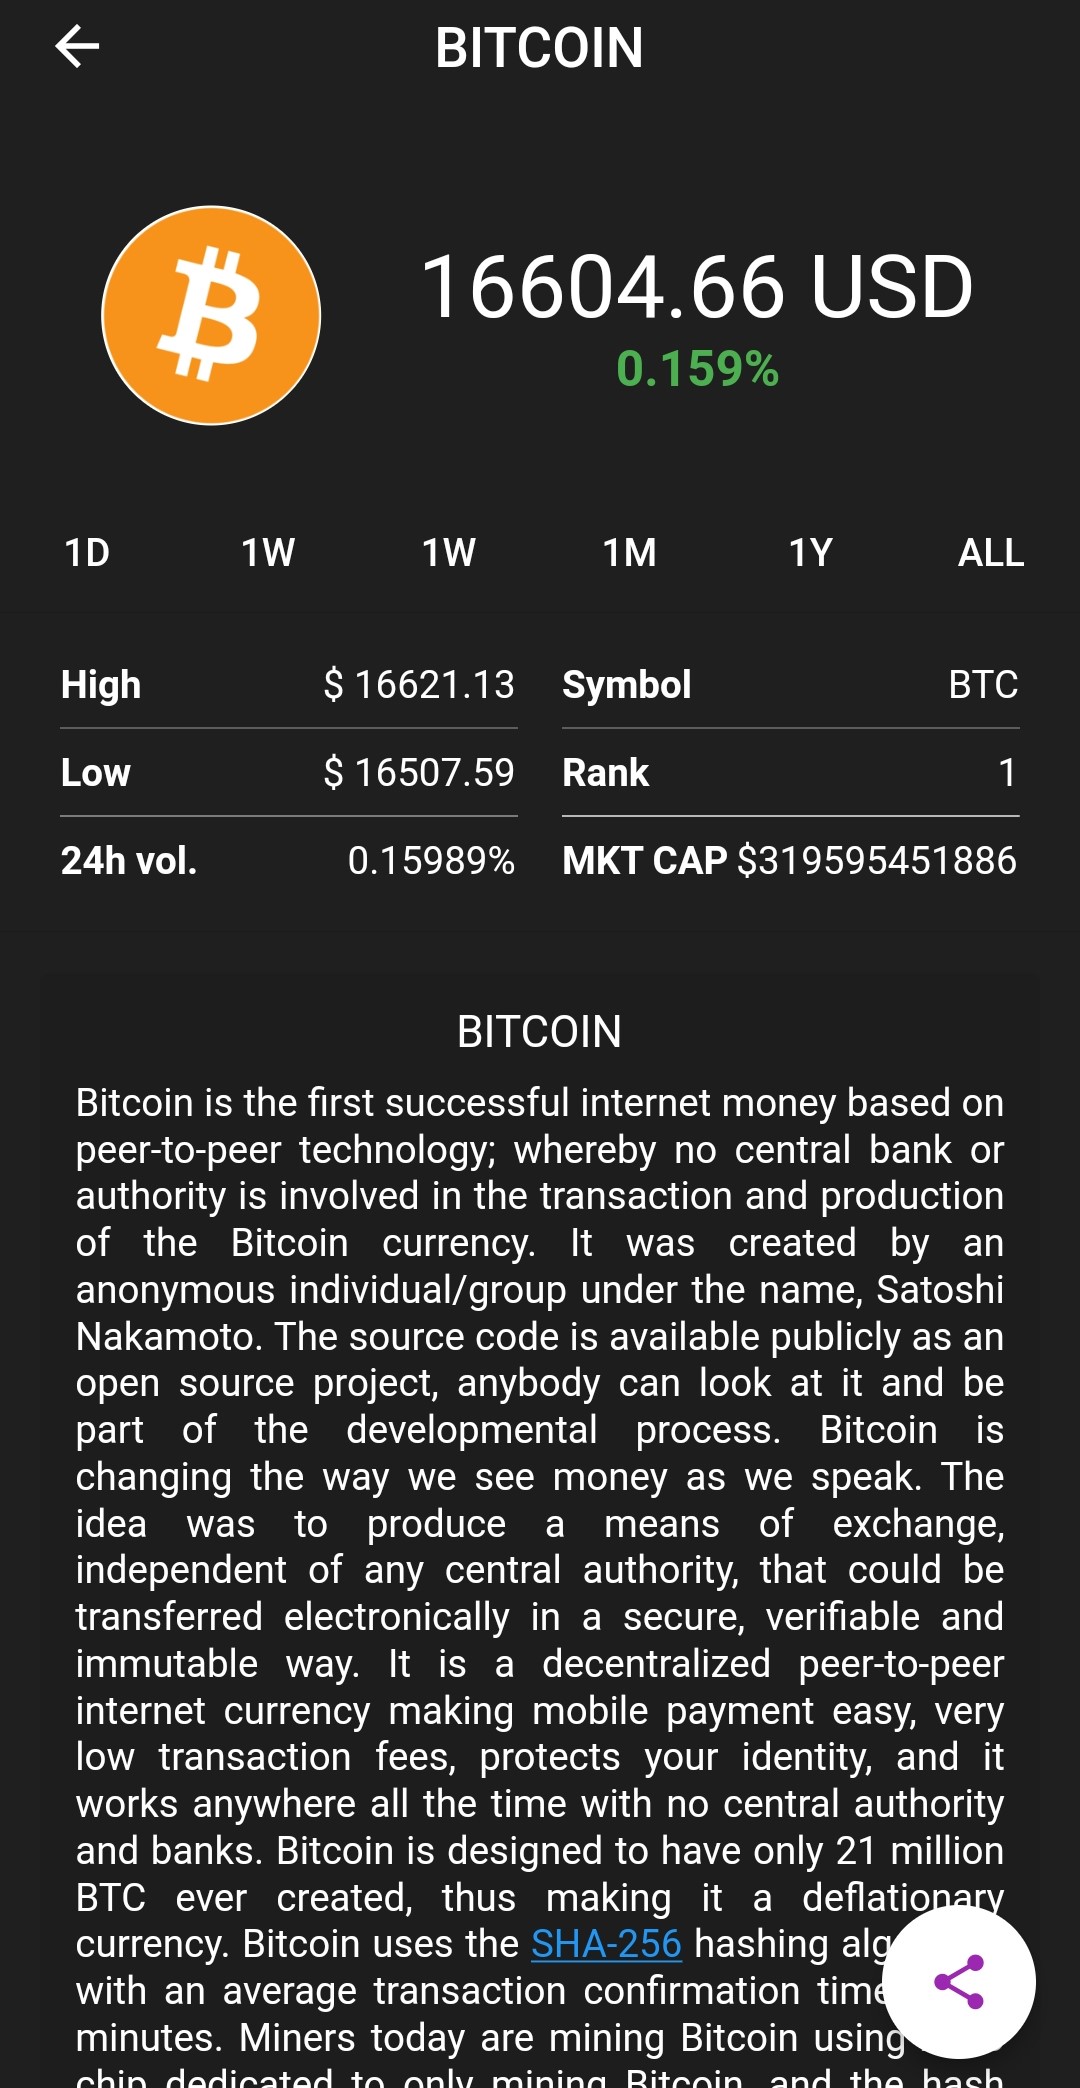 BITCOIN
16604.66 USD
0.159%
1D 1W 1W 1M 1Y ALL
High $ 16621.13 Symbol BTC
Low $ 16507.59 Rank 1
24h vol. 0.15989% MKT CAP $319595451886
BITCOIN
Bitcoin is the first successful internet money based on
peer-to-peer technology; whereby no central bank or
authority is involved in the transaction and production
of the Bitcoin currency. It was created by an
anonymous individual/group under the name, Satoshi
Nakamoto. The source code is available publicly as an
open source project, anybody can look at it and be
part of the developmental process. Bitcoin is
changing the way we see money as we speak. The
idea was to produce a means of exchange,
independent of any central authority, that could be
transferred electronically in a secure, verifiable and
immutable way. It is a decentralized peer-to-peer
internet currency making mobile payment easy, very
low transaction fees, protects your identity, and it
works anywhere all the time with no central authority
and banks. Bitcoin is designed to have only 21 million
BTC ever created, thus making it a deflationary
currency. Bitcoin uses the SHA-256 hashing
with an average transaction confirmation time
minutes. Miners today are mining Bitcoin using
chip dedicated to only mining Bitcoin, and the hash